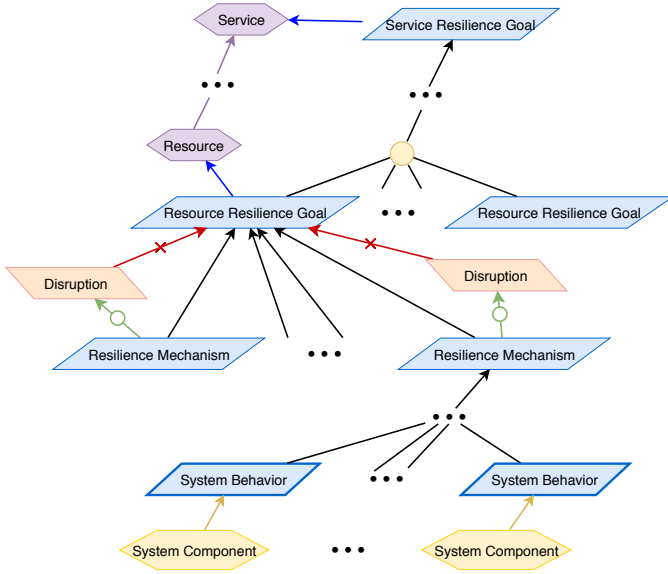 Service
Service Resilience Goal
Resource
Resource Resilience Goal
Resource Resilience Goal
Disruption
Disruption
Resilience Mechanism
Resilience Mechanism
System Behavior
System Behavior
System Component
System Component